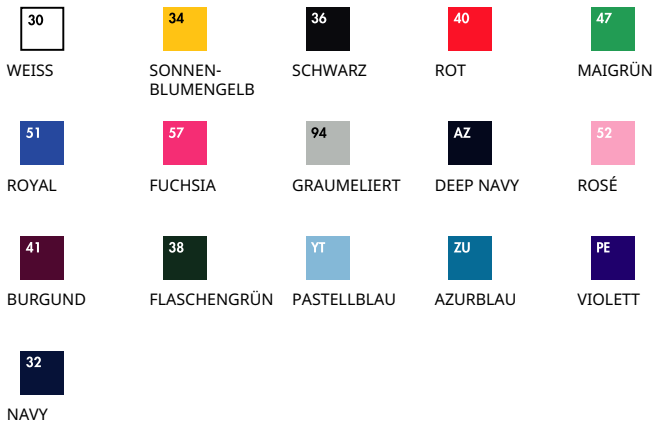 30 34 36 40 47
WEISS SONNEN- SCHWARZ ROT MAIGRÜN
BLUMENGELB
51 57 94 AZ 52
ROYAL FUCHSIA GRAUMELIERT DEEP NAVY ROSÉ
41 38 YT ZU PE
BURGUND FLASCHENGRÜN PASTELLBLAU AZURBLAU VIOLETT
32
NAVY